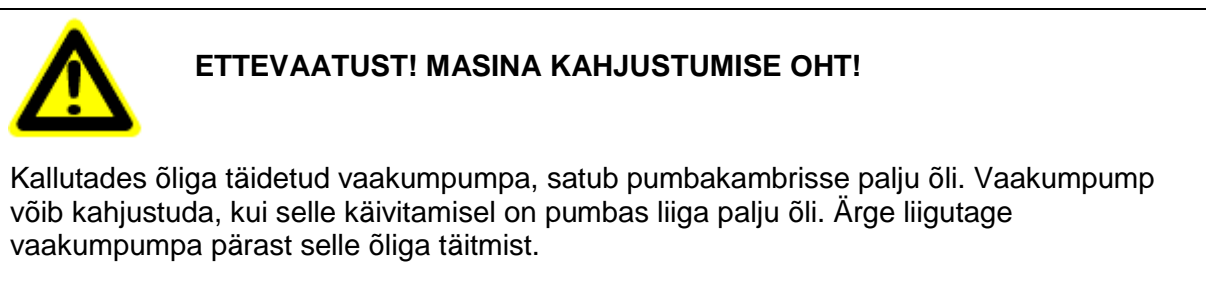 ETTEVAATUST! MASINA KAHJUSTUMISE OHT!
Kallutades õliga täidetud vaakumpumpa, satub pumbakambrisse palju õli. Vaakumpump
võib kahjustuda, kui selle käivitamisel on pumbas liiga palju õli. Ärge liigutage
vaakumpumpa pärast selle õliga täitmist.